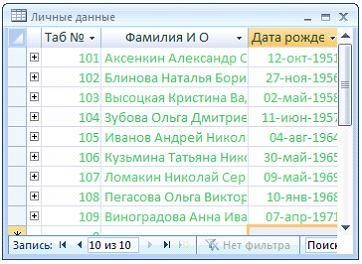 Личные данные
Таб № Фамилия И О Дата рожде
101 Аксенкин Александр С 12-окт-1951
102 Блинова Наталья Бори 27-ноя-1956
103 Высоцкая Кристина Ва 02-май-1958
104 Зубова Ольга Дмитрие 11-июн-1957
105 Иванов Андрей Никол 04-авг-1964
106 Кузьмина Татьяна Ник 30-май-1965
107 Ломакин Николай Сер 09-май-1969
108 Пегасова Ольга Виктор 10-янв-1968
109 Виноградова Анна Ива 07-апр-1971
Запись: 10 из 10 Нет фильтра Поиск